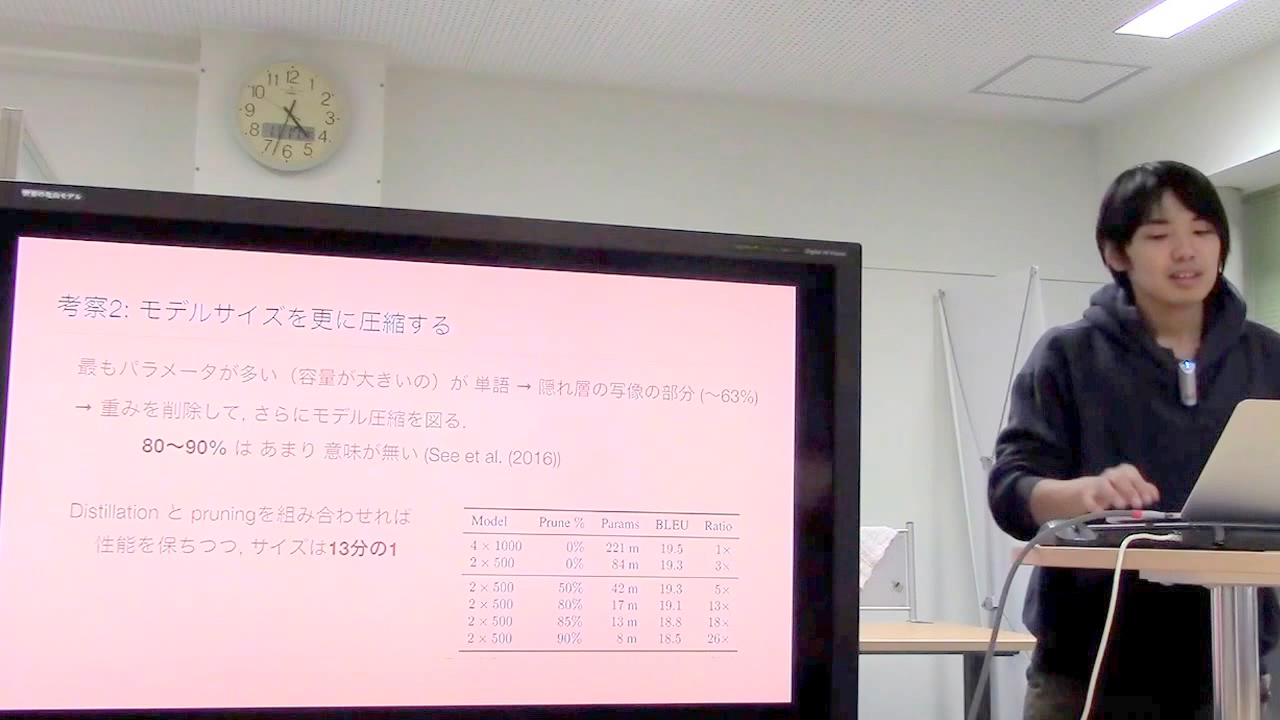 12
11 1
10 2
9 3
8 4
7 6 5
考察2: モデルサイズを更に圧縮する
最もパラメータが多い（容量が大きいの）が 単語 → 隠れ層の写像の部分 (〜63%)
→ 重みを削除して, さらにモデル圧縮を図る.
80〜90% は あまり 意味が無い (See et al. (2016))
Distillation と pruningを組み合わせれば
性能を保ちつつ, サイズは13分の1
Model Prune % Params BLEU Ratio
4 × 1000 0% 221 m 19.5 1×
2 × 500 0% 84 m 19.3 3×
2 × 500 50% 42 m 19.3 5×
2 × 500 80% 17 m 19.1 13×
2 × 500 85% 13 m 18.8 18×
2 × 500 90% 8 m 18.5 26×